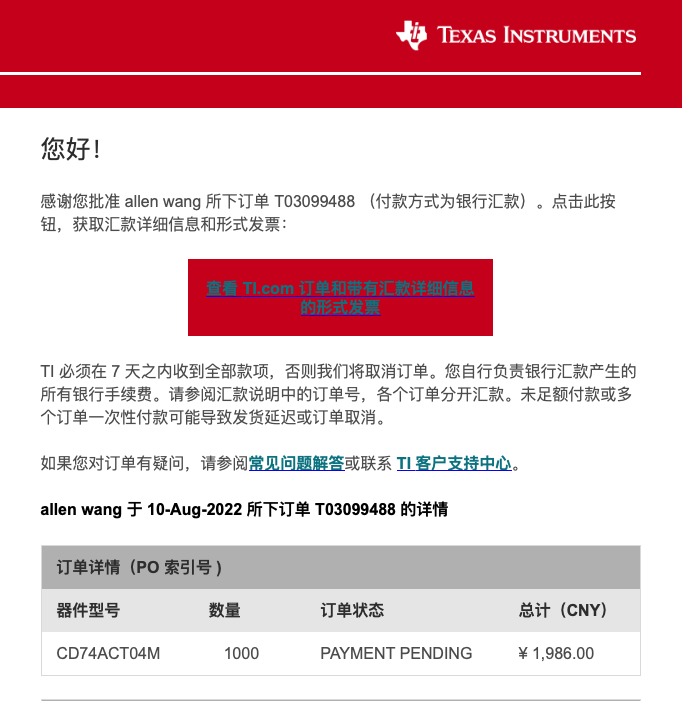 TEXAS INSTRUMENTS
您好！
感谢您批准 allen wang 所下订单 T03099488 （付款方式为银行汇款）。点击此按
钮，获取汇款详细信息和形式发票：
查看 TI.com 订单和带有汇款详细信息
的形式发票
TI 必须在 7 天之内收到全部款项，否则我们将取消订单。您自行负责银行汇款产生的
所有银行手续费。请参阅汇款说明中的订单号，各个订单分开汇款。未足额付款或多
个订单一次性付款可能导致发货延迟或订单取消。
如果您对订单有疑问，请参阅常见问题解答或联系 TI 客户支持中心。
allen wang 于 10-Aug-2022 所下订单 T03099488 的详情
订单详情（PO 索引号 )
器件型号 数量 订单状态 总计（CNY）
CD74ACT04M 1000 PAYMENT PENDING ¥ 1,986.00